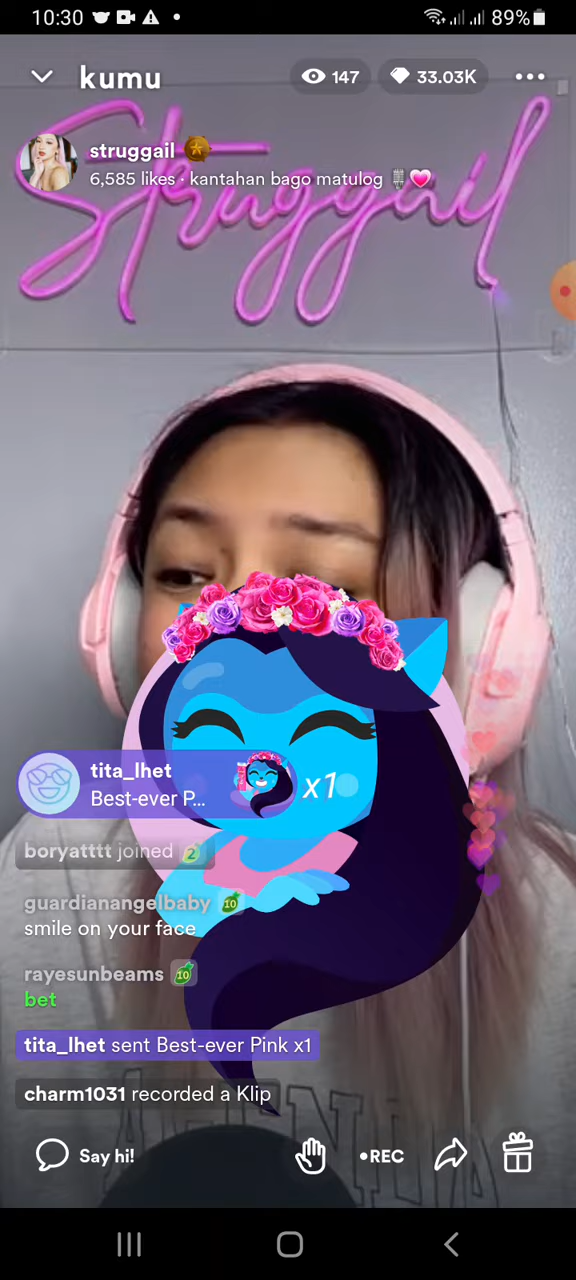 10:30
89%
kumu
147
33.03K
Struggail
struggail
6,585 likes · kantahan bago matulog 🎙️💗
tita_lhet
Best-ever P...
x1
boryatttt joined 2
guardianangelbaby 10
smile on your face
rayesunbeams 10
bet
tita_lhet sent Best-ever Pink x1
charm1031 recorded a Klip
Say hi!
•REC